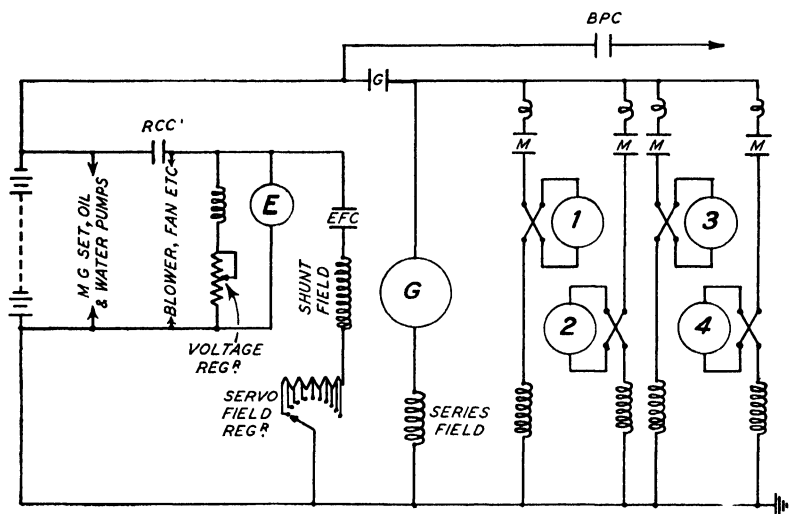 BPC
G
RCC'
M
M
M
M
M G SET, OIL
& WATER PUMPS
BLOWER, FAN ETC
E
EFC
1
3
SHUNT
FIELD
G
2
4
VOLTAGE
REGR.
SERVO
FIELD
REGR.
SERIES
FIELD